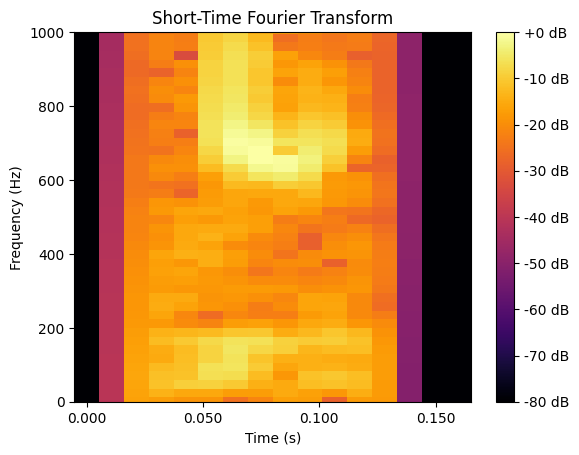 Short-Time Fourier Transform
1000
800
600
400
200
0
Frequency (Hz)
0.000
0.050
0.100
0.150
Time (s)
+0 dB
-10 dB
-20 dB
-30 dB
-40 dB
-50 dB
-60 dB
-70 dB
-80 dB